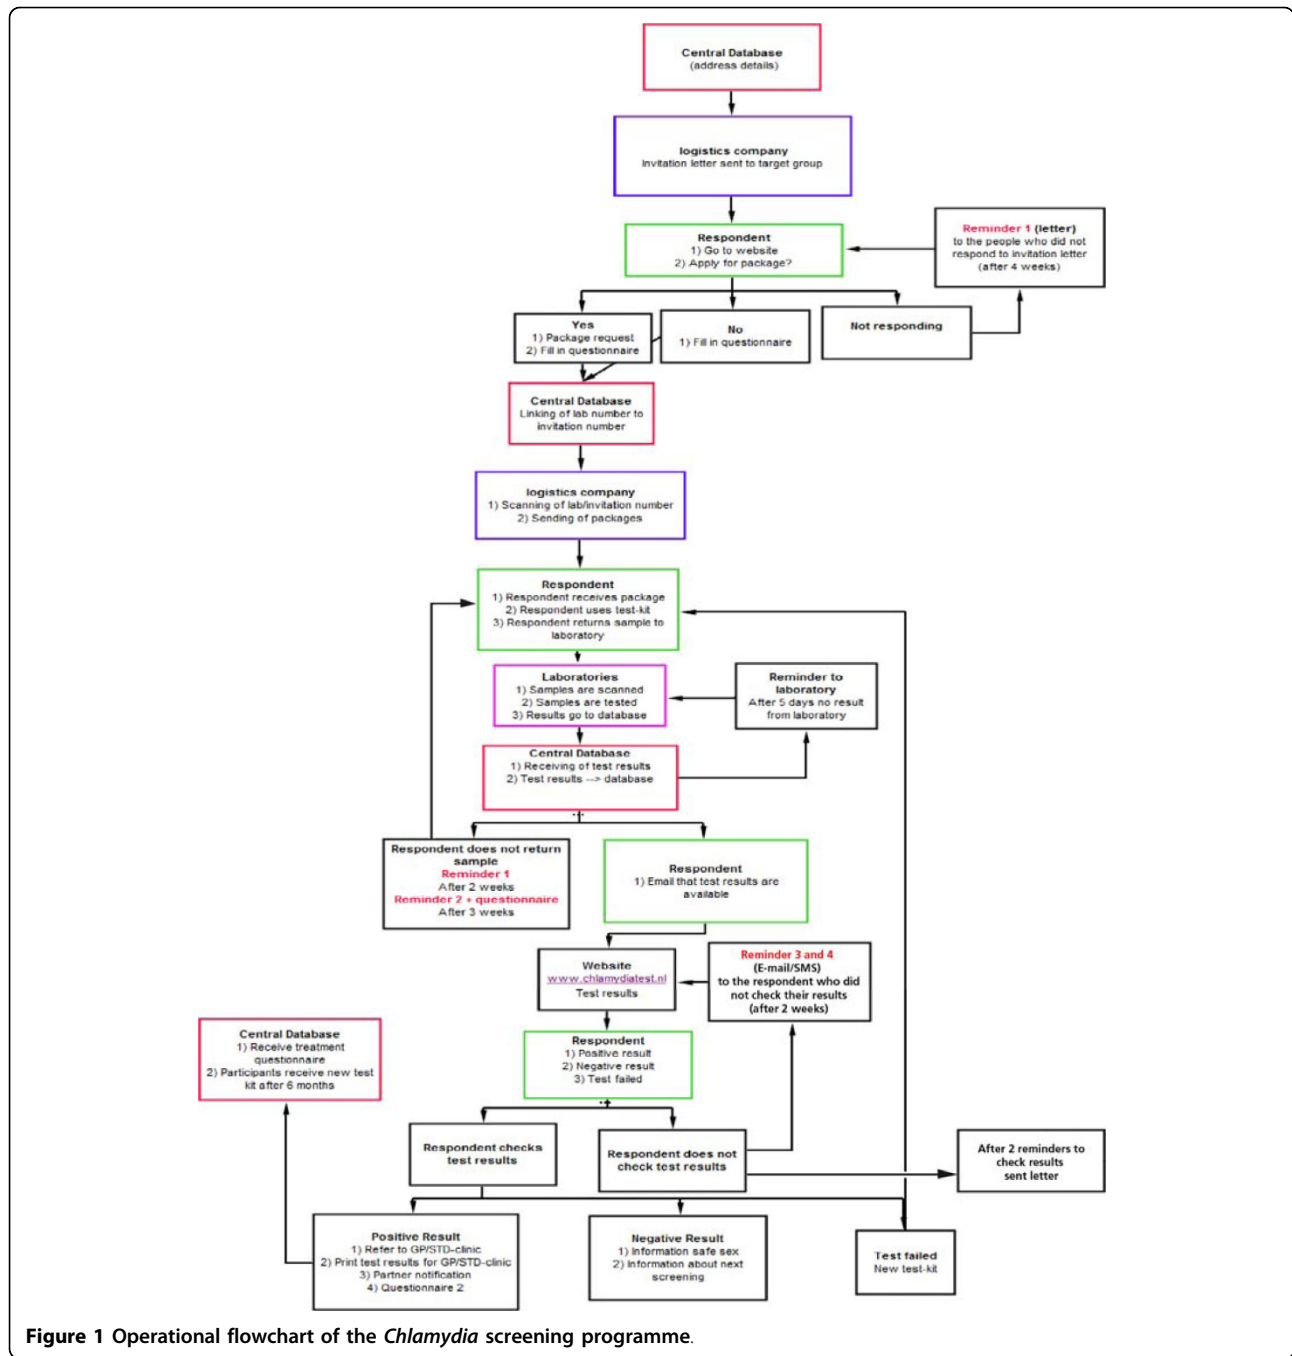 Central Database
(address details)
logistics company
Invitation letter sent to target group
Respondent
1) Go to website
2) Apply for package?
Reminder 1 (letter)
to the people who did not
respond to invitation letter
(after 4 weeks)
Yes
1) Package request
2) Fill in questionnaire
No
1) Fill in questionnaire
Not responding
Central Database
Linking of lab number to
invitation number
logistics company
1) Scanning of lab/invitation number
2) Sending of packages
Respondent
1) Respondent receives package
2) Respondent uses test-kit
3) Respondent returns sample to
laboratory
Laboratories
1) Samples are scanned
2) Samples are tested
3) Results go to database
Reminder to
laboratory
After 5 days no result
from laboratory
Central Database
1) Receiving of test results
2) Test results --> database
Respondent does not return
sample
Reminder 1
After 2 weeks
Reminder 2 + questionnaire
After 3 weeks
Respondent
1) Email that test results are
available
Website
www.chlamydiatest.nl
Test results
Reminder 3 and 4
(E-mail/SMS)
to the respondent who did
not check their results
(after 2 weeks)
Central Database
1) Receive treatment
questionnaire
2) Participants receive new test
kit after 6 months
Respondent
1) Positive result
2) Negative result
3) Test failed
Respondent checks
test results
Respondent does not
check test results
After 2 reminders to
check results
sent letter
Positive Result
1) Refer to GP/STD-clinic
2) Print test results for GP/STD-clinic
3) Partner notification
4) Questionnaire 2
Negative Result
1) Information safe sex
2) Information about next
screening
Test failed
New test-kit
Figure 1 Operational flowchart of the Chlamydia screening programme.